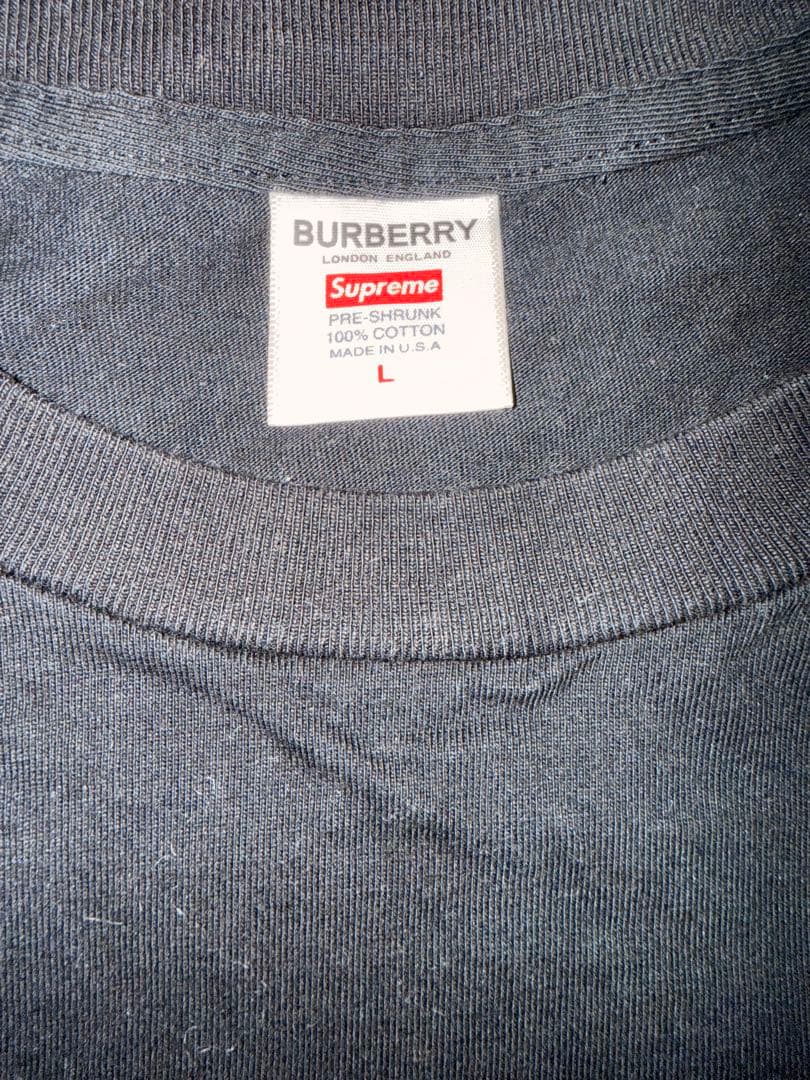 BURBERRY
LONDON ENGLAND
Supreme
PRE-SHRUNK
100% COTTON
MADE IN U.S.A
L